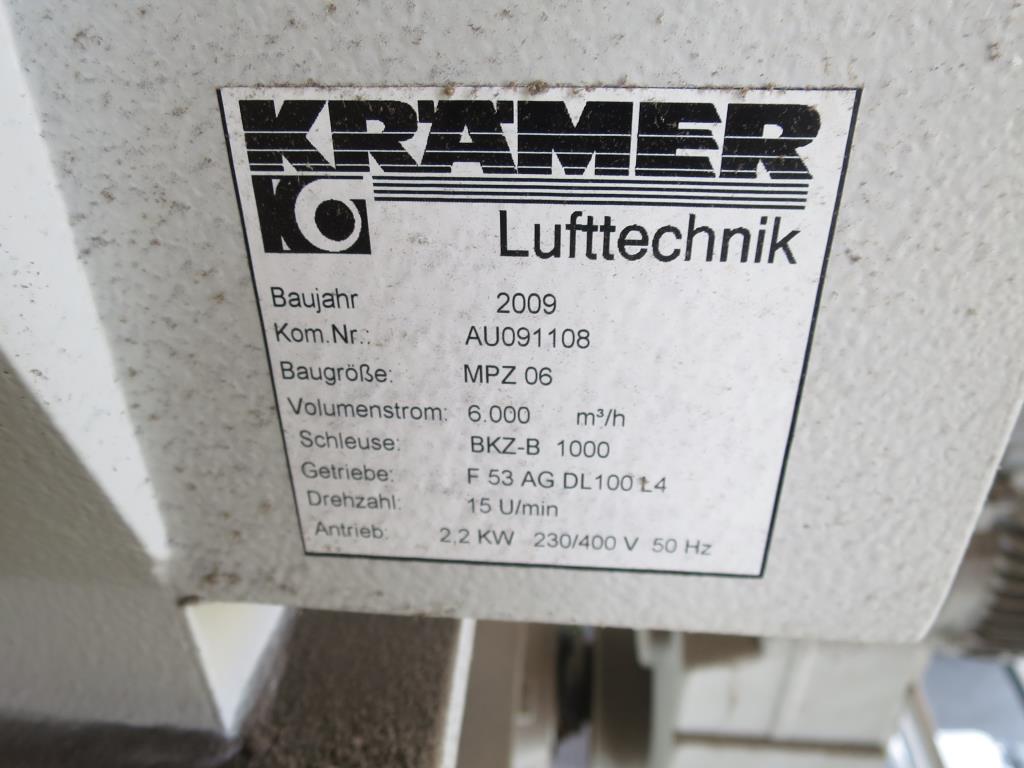 KRÄMER
Lufttechnik
Baujahr 2009
Kom.Nr.: AU091108
Baugröße: MPZ 06
Volumenstrom: 6.000 m³/h
Schleuse: BKZ-B 1000
Getriebe: F 53 AG DL100 L4
Drehzahl: 15 U/min
Antrieb: 2,2 KW 230/400 V 50 Hz